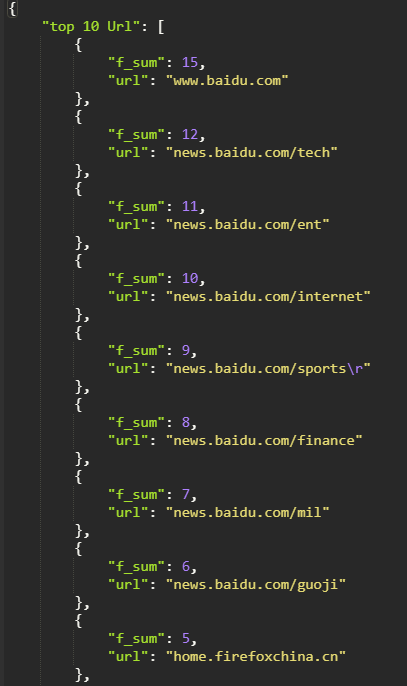 {
"top 10 Url": [
{
"f_sum": 15,
"url": "www.baidu.com"
},
{
"f_sum": 12,
"url": "news.baidu.com/tech"
},
{
"f_sum": 11,
"url": "news.baidu.com/ent"
},
{
"f_sum": 10,
"url": "news.baidu.com/internet"
},
{
"f_sum": 9,
"url": "news.baidu.com/sports\r"
},
{
"f_sum": 8,
"url": "news.baidu.com/finance"
},
{
"f_sum": 7,
"url": "news.baidu.com/mil"
},
{
"f_sum": 6,
"url": "news.baidu.com/guoji"
},
{
"f_sum": 5,
"url": "home.firefoxchina.cn"
},